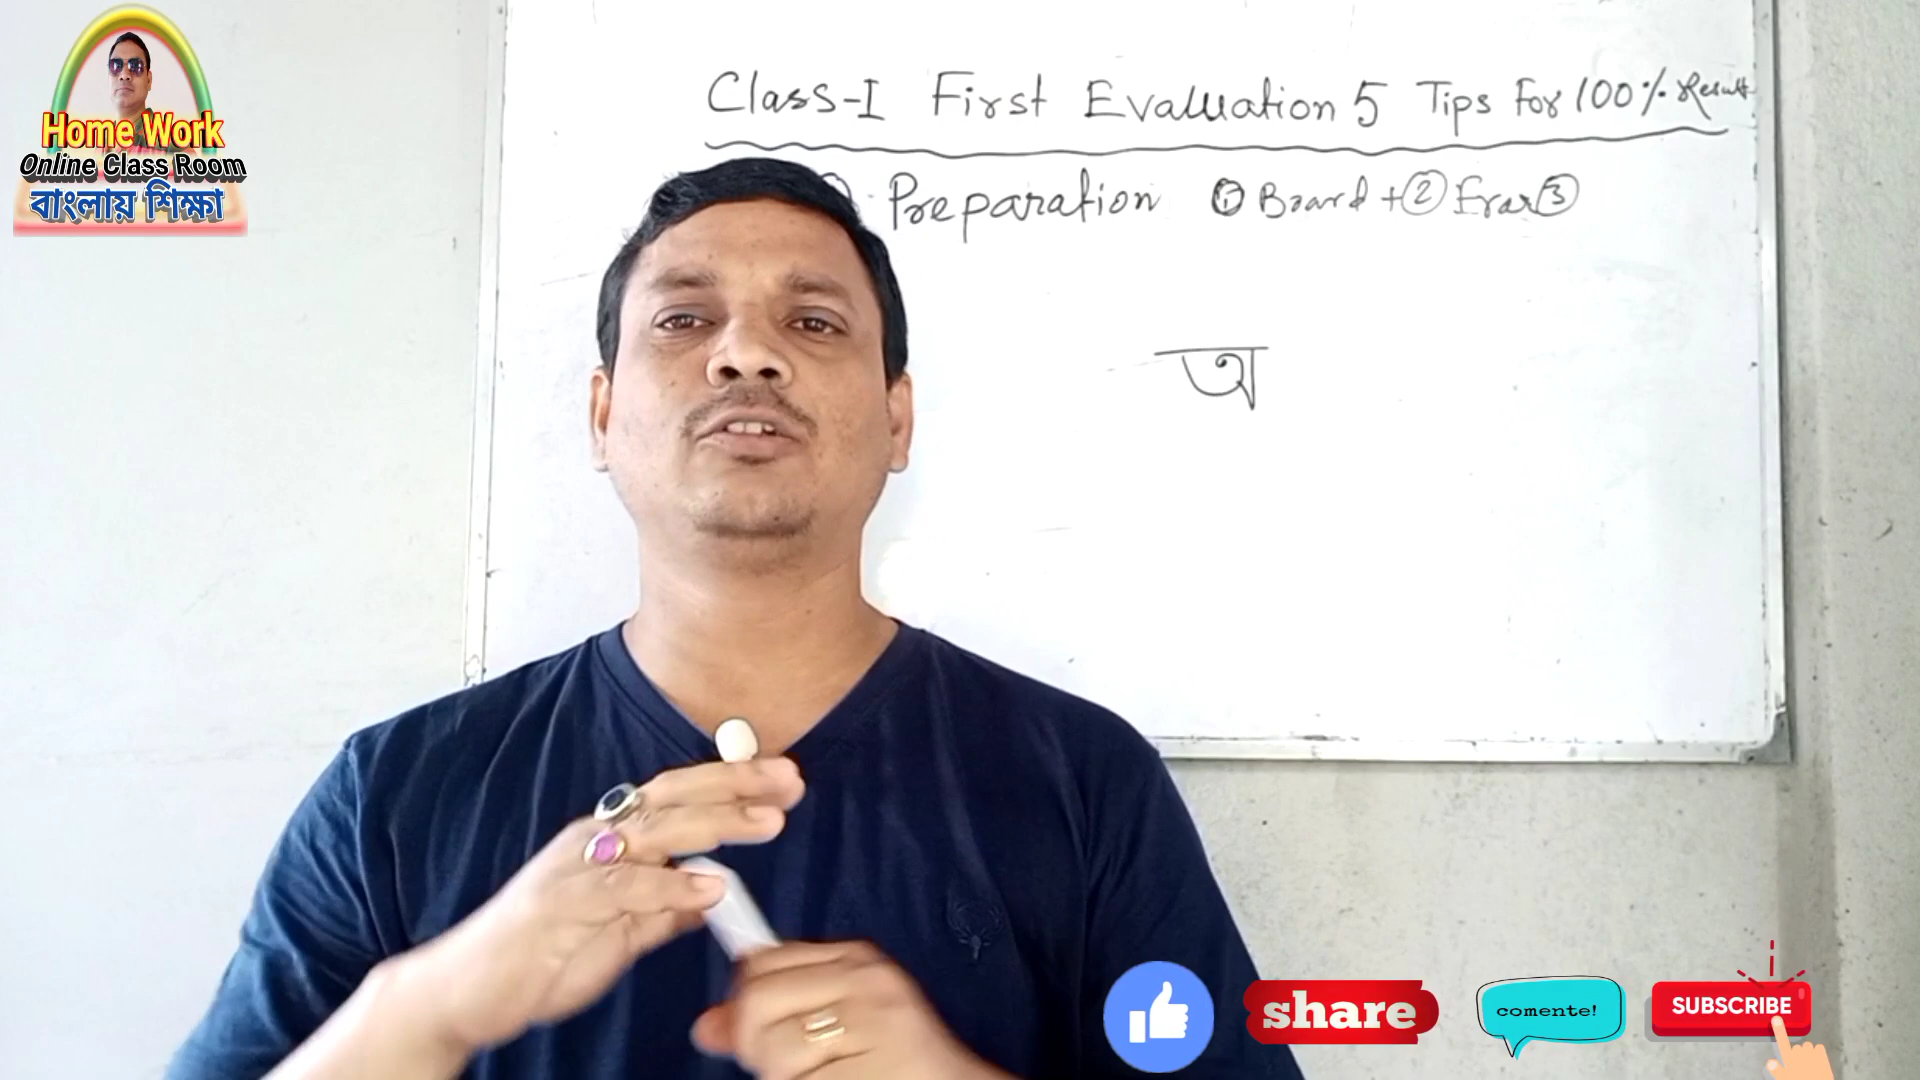 Home Work
Online Class Room
বাংলায় শিক্ষা
Class-I First Evaluation 5 Tips For 100% Result
Preparation ① Board + ② Erar ③
অ
share
comente!
SUBSCRIBE